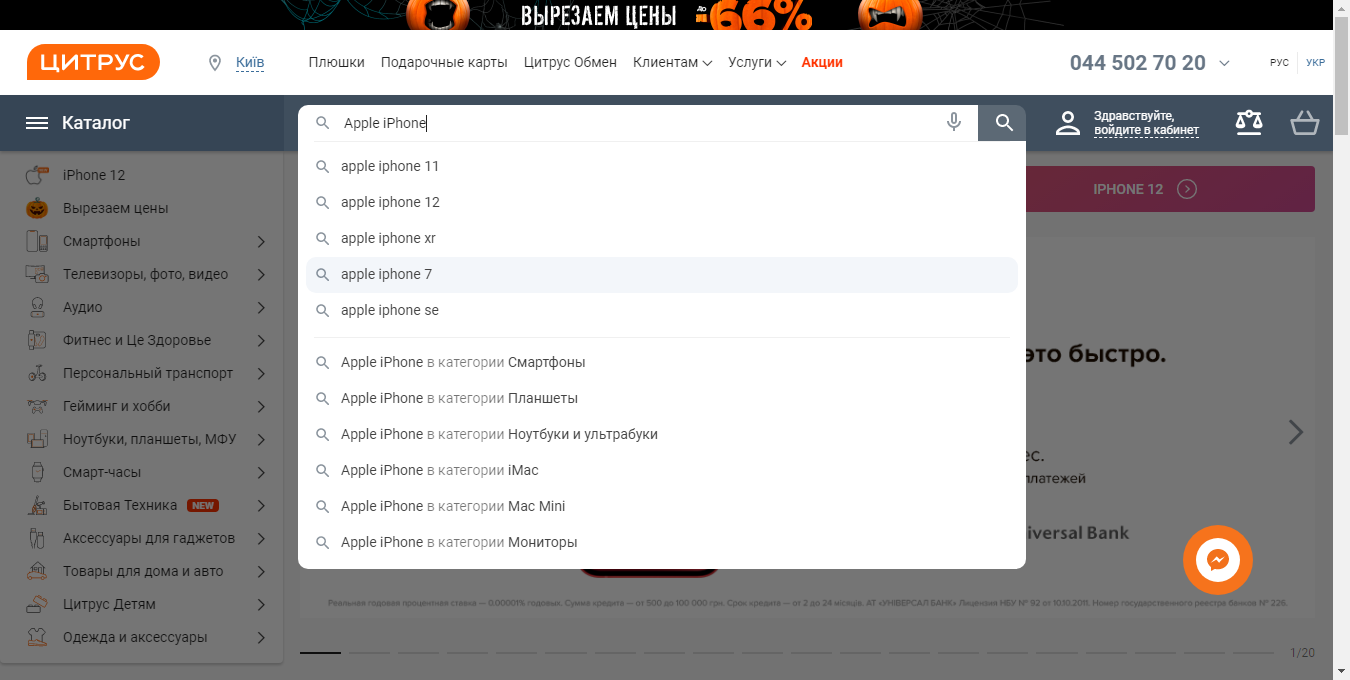 ВЫРЕЗАЕМ ЦЕНЫ ДО -66%
ЦИТРУС
Київ
Плюшки
Подарочные карты
Цитрус Обмен
Клиентам
Услуги
Акции
044 502 70 20
РУС
УКР
Каталог
Apple iPhone
Здравствуйте,
войдите в кабинет
iPhone 12
Вырезаем цены
Смартфоны
Телевизоры, фото, видео
Аудио
Фитнес и Це Здоровье
Персональный транспорт
Гейминг и хобби
Ноутбуки, планшеты, МФУ
Смарт-часы
Бытовая Техника NEW
Аксессуары для гаджетов
Товары для дома и авто
Цитрус Детям
Одежда и аксессуары
apple iphone 11
apple iphone 12
apple iphone xr
apple iphone 7
apple iphone se
Apple iPhone в категории Смартфоны
Apple iPhone в категории Планшеты
Apple iPhone в категории Ноутбуки и ультрабуки
Apple iPhone в категории iMac
Apple iPhone в категории Mac Mini
Apple iPhone в категории Мониторы
IPHONE 12
это быстро.
ес.
платежей
iversal Bank
Реальная годовая процентная ставка — 0.00001% годовых. Сумма кредита — от 500 до 100 000 грн. Срок кредита — от 2 до 24 місяців. АТ «УНІВЕРСАЛ БАНК» Лицензия НБУ № 92 от 10.10.2011. Номер государственного реестра банков № 226.
1/20